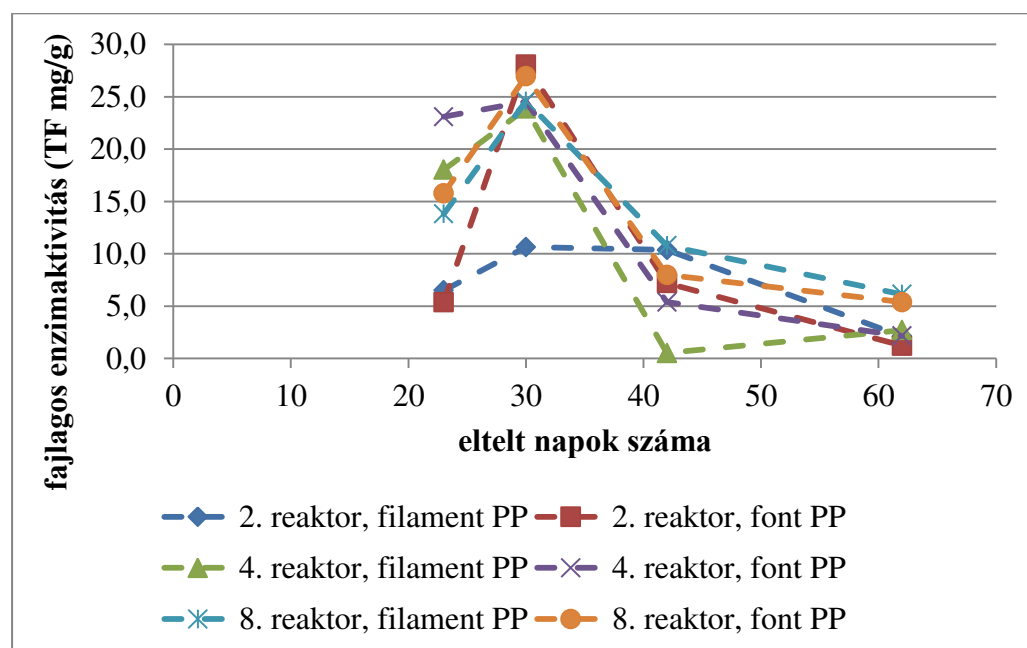 fajlagos enzimaktivitás (TF mg/g)
30,0
25,0
20,0
15,0
10,0
5,0
0,0
0 10 20 30 40 50 60 70
eltelt napok száma
2. reaktor, filament PP 2. reaktor, font PP
4. reaktor, filament PP 4. reaktor, font PP
8. reaktor, filament PP 8. reaktor, font PP